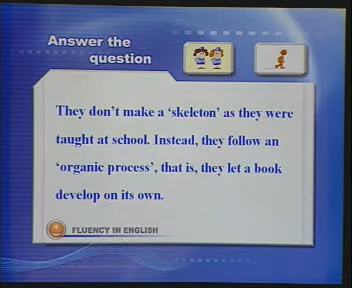 Answer the
question
They don't make a 'skeleton' as they were
taught at school. Instead, they follow an
'organic process', that is, they let a book
develop on its own.
FLUENCY IN ENGLISH